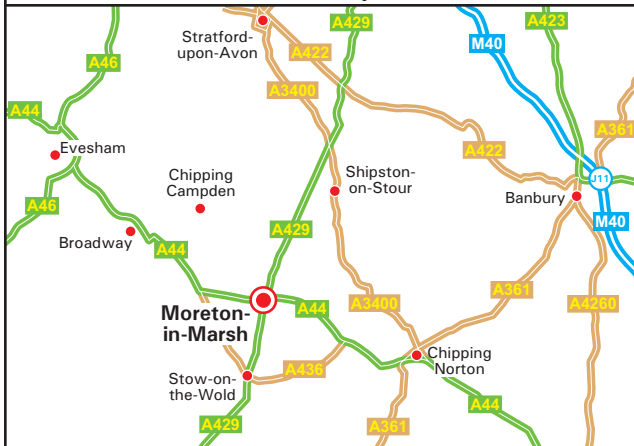 A429
A423
Stratford-
upon-Avon
A46
A422
M40
A3400
A44
A361
Evesham
A422
Chipping
Campden
Shipston-
on-Stour
J11
Banbury
A46
A429
M40
Broadway
A44
A361
A3400
A4260
Moreton-
in-Marsh
A44
A436
Chipping
Norton
Stow-on-
the-Wold
A429
A361
A44